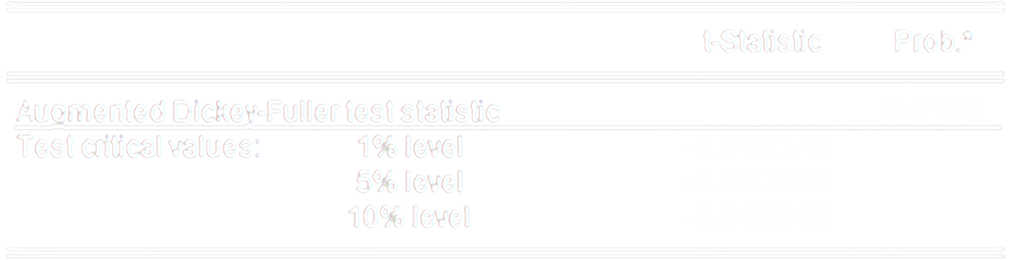 t-Statistic Prob.*
Augmented Dickey-Fuller test statistic
Test critical values: 1% level
5% level
10% level